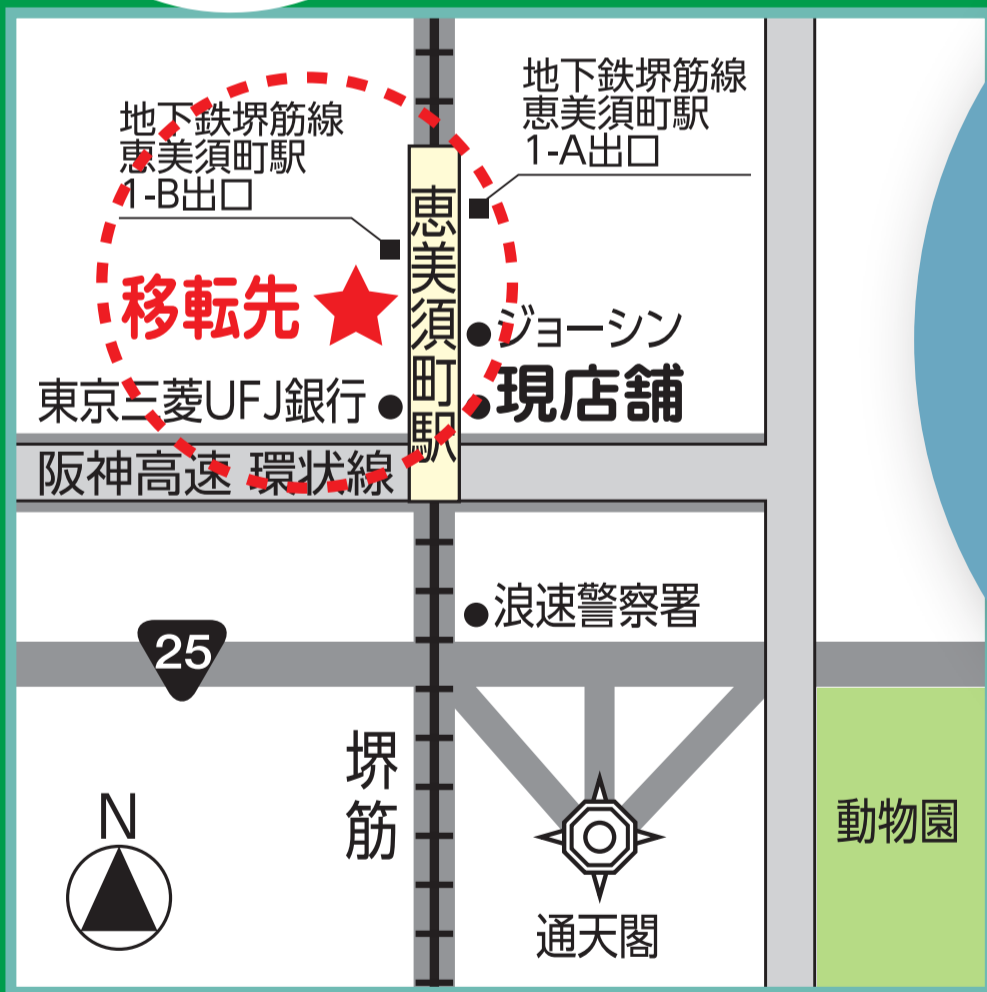 地下鉄堺筋線
恵美須町駅
1-B出口
地下鉄堺筋線
恵美須町駅
1-A出口
恵美須町駅
移転先
ジョーシン
東京三菱UFJ銀行
現店舗
阪神高速 環状線
浪速警察署
25
堺筋
N
動物園
通天閣